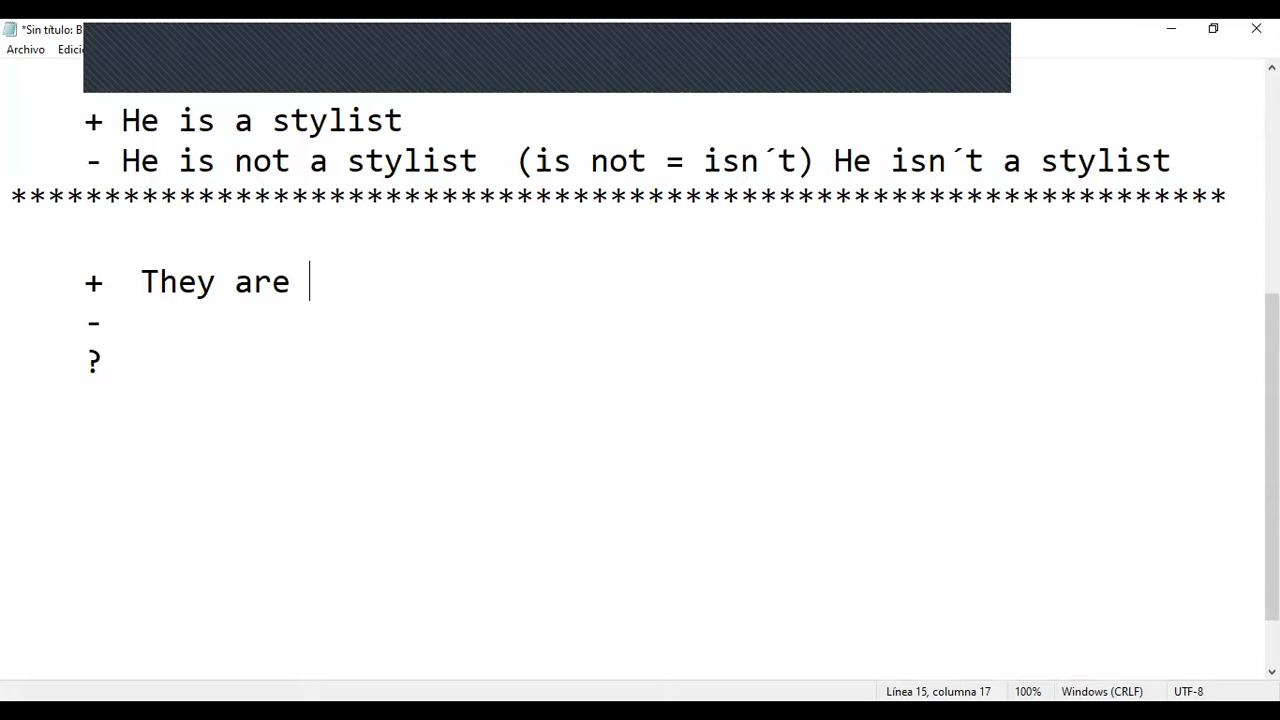 *Sin título: B
Archivo Edici
+ He is a stylist
- He is not a stylist (is not = isn´t) He isn´t a stylist
*****************************************************************
+ They are
-
?
Línea 15, columna 17 100% Windows (CRLF) UTF-8